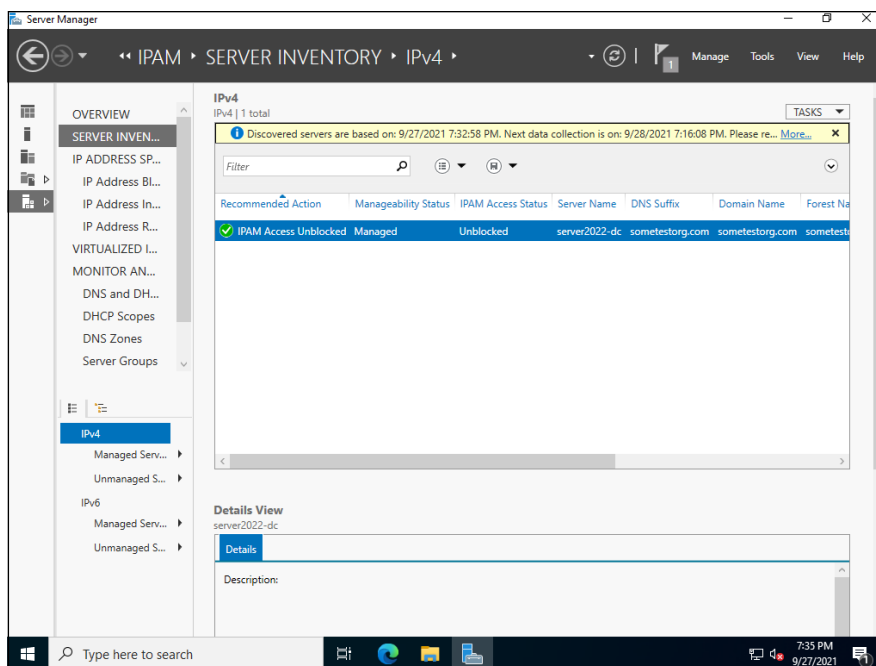 Server Manager
IPAM SERVER INVENTORY IPv4
1 Manage Tools View Help
OVERVIEW
SERVER INVEN...
IP ADDRESS SP...
IP Address Bl...
IP Address In...
IP Address R...
VIRTUALIZED I...
MONITOR AN...
DNS and DH...
DHCP Scopes
DNS Zones
Server Groups
IPv4
Managed Serv...
Unmanaged S...
IPv6
Managed Serv...
Unmanaged S...
IPv4
IPv4 | 1 total
TASKS
Discovered servers are based on: 9/27/2021 7:32:58 PM. Next data collection is on: 9/28/2021 7:16:08 PM. Please re... More...
Filter
Recommended Action Manageability Status IPAM Access Status Server Name DNS Suffix Domain Name Forest Na
IPAM Access Unblocked Managed Unblocked server2022-dc sometestorg.com sometestorg.com sometest
Details View
server2022-dc
Details
Description:
Type here to search
7:35 PM
9/27/2021
1